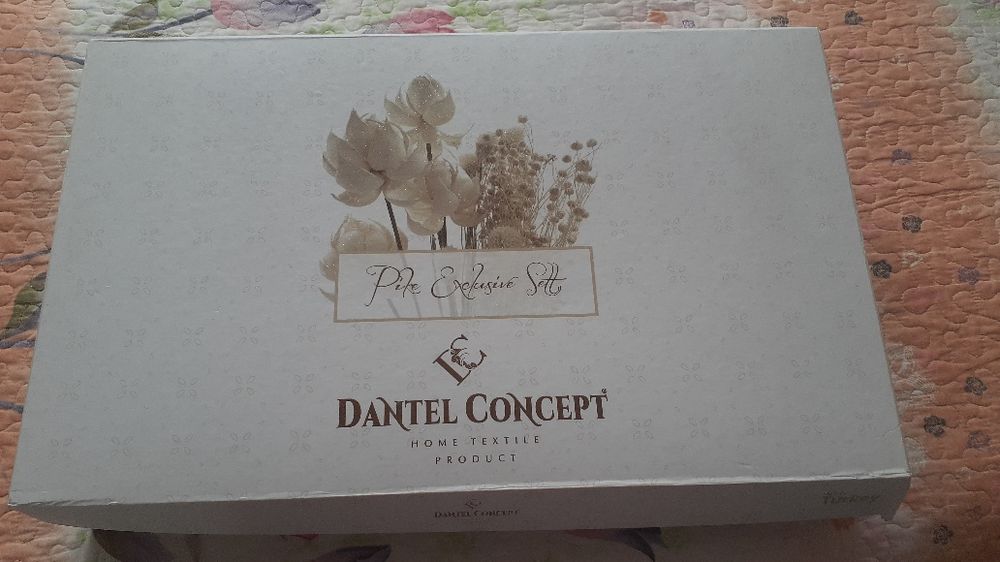 Pike Exclusive Sett
DANTEL CONCEPT
HOME TEXTILE
PRODUCT
DANTEL CONCEPT
Turkey